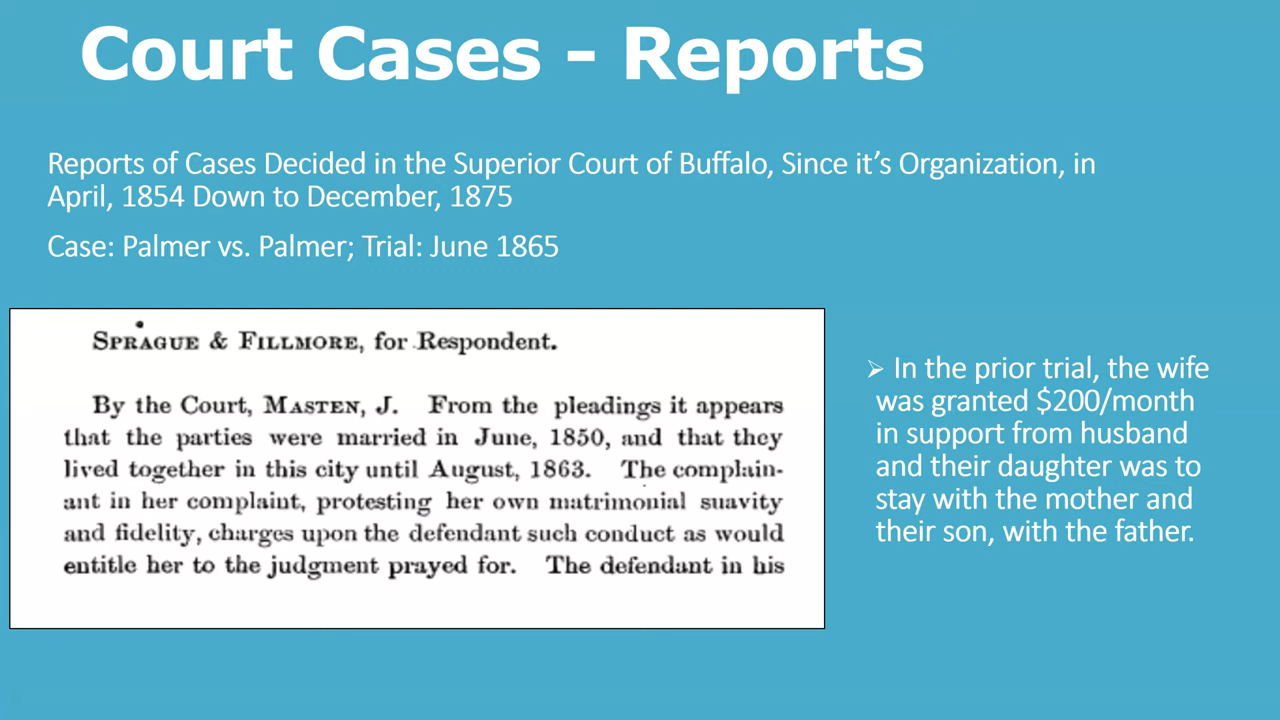 Court Cases - Reports
Reports of Cases Decided in the Superior Court of Buffalo, Since it’s Organization, in
April, 1854 Down to December, 1875
Case: Palmer vs. Palmer; Trial: June 1865
SPRAGUE & FILLMORE, for Respondent.
By the Court, MASTEN, J. From the pleadings it appears
that the parties were married in June, 1850, and that they
lived together in this city until August, 1863. The complain-
ant in her complaint, protesting her own matrimonial suavity
and fidelity, charges upon the defendant such conduct as would
entitle her to the judgment prayed for. The defendant in his
➢ In the prior trial, the wife
was granted $200/month
in support from husband
and their daughter was to
stay with the mother and
their son, with the father.